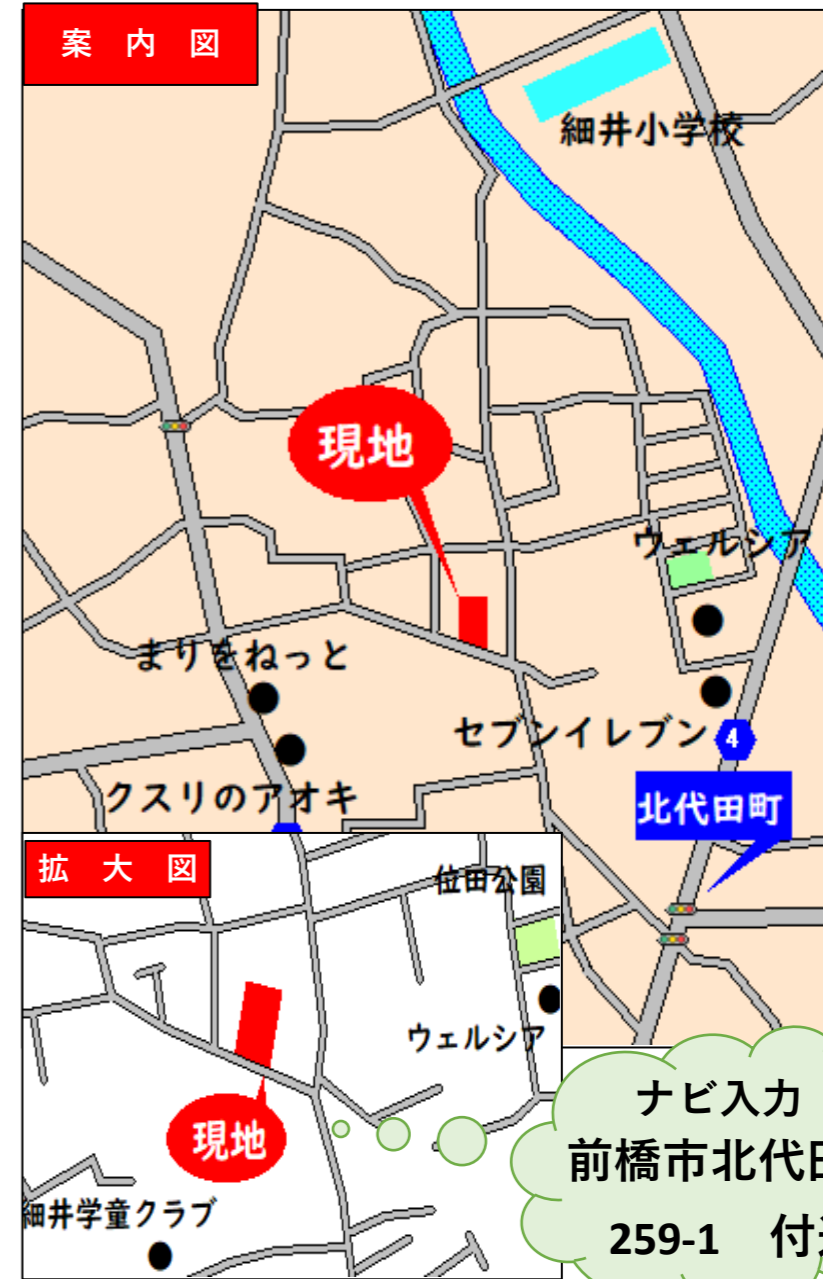 案内図
細井小学校
現地
ウェルシア
まりをねっと
セブンイレブン
4
クスリのアオキ
北代田町
拡大図
位田公園
ウェルシア
現地
細井学童クラブ
ナビ入力
前橋市北代田
259-1 付近